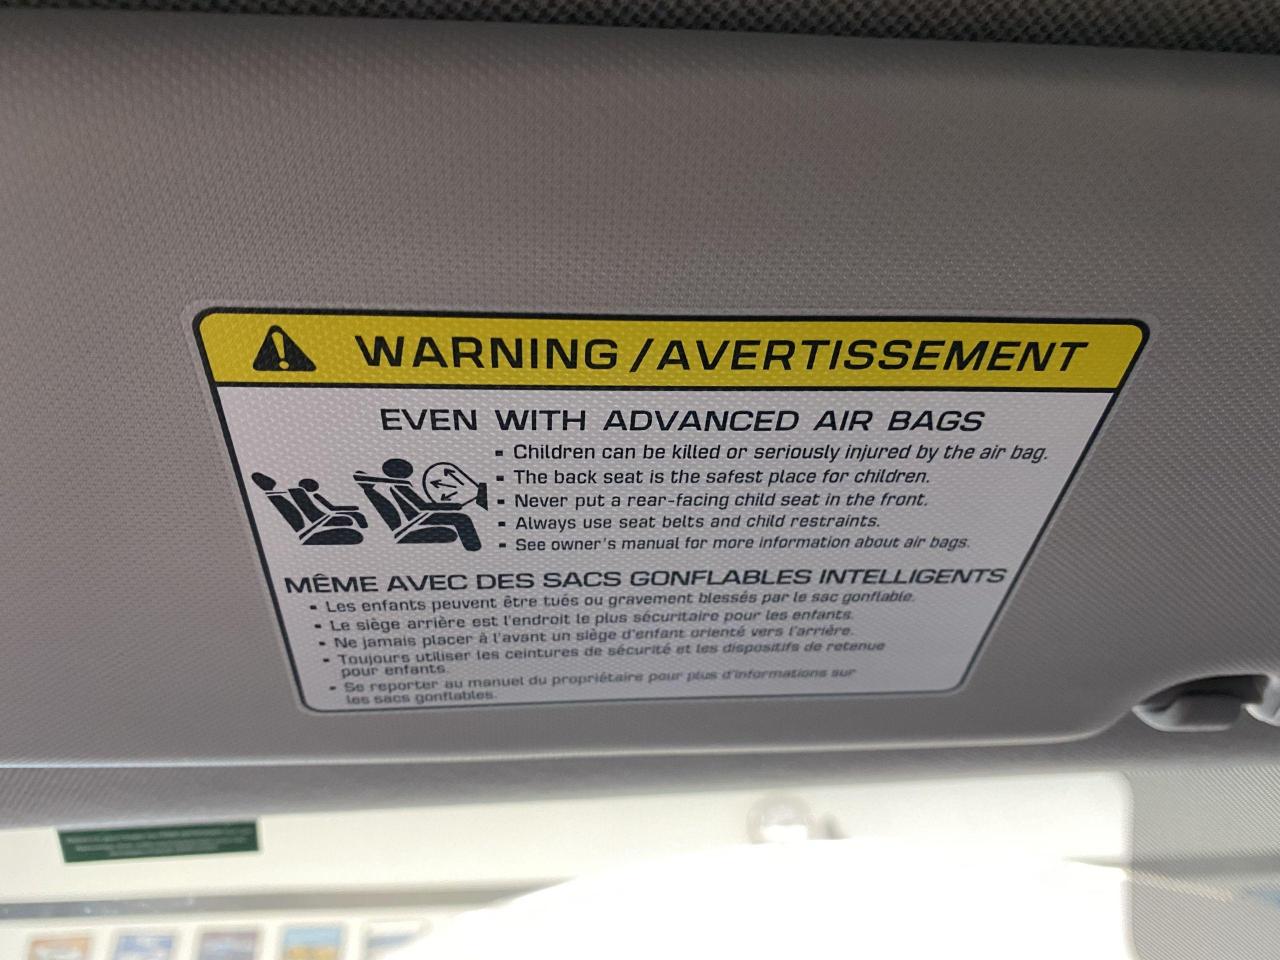 WARNING/AVERTISSEMENT
EVEN WITH ADVANCED AIR BAGS
▪ Children can be killed or seriously injured by the air bag.
▪ The back seat is the safest place for children.
▪ Never put a rear-facing child seat in the front.
▪ Always use seat belts and child restraints.
▪ See owner's manual for more information about air bags.
MÊME AVEC DES SACS GONFLABLES INTELLIGENTS
▪ Les enfants peuvent être tués ou gravement blessés par le sac gonflable.
▪ Le siège arrière est l'endroit le plus sécuritaire pour les enfants.
▪ Ne jamais placer à l'avant un siège d'enfant orienté vers l'arrière.
▪ Toujours utiliser les ceintures de sécurité et les dispositifs de retenue
pour enfants.
▪ Se reporter au manuel du propriétaire pour plus d'informations sur
les sacs gonflables.